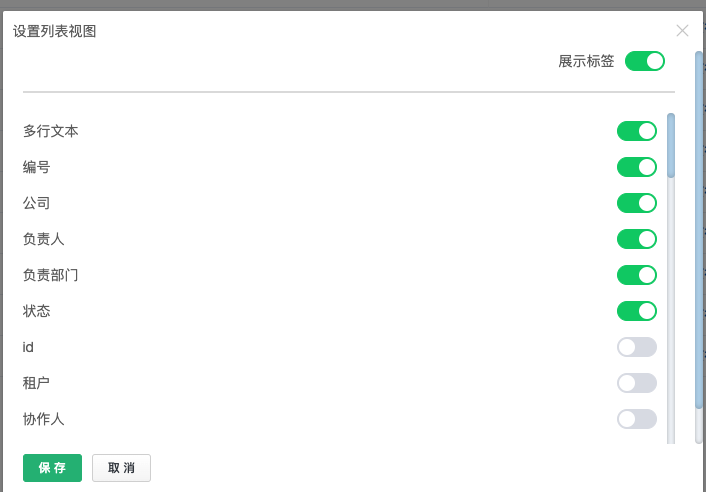 设置列表视图
展示标签
多行文本
编号
公司
负责人
负责部门
状态
id
租户
协作人
保存 取消